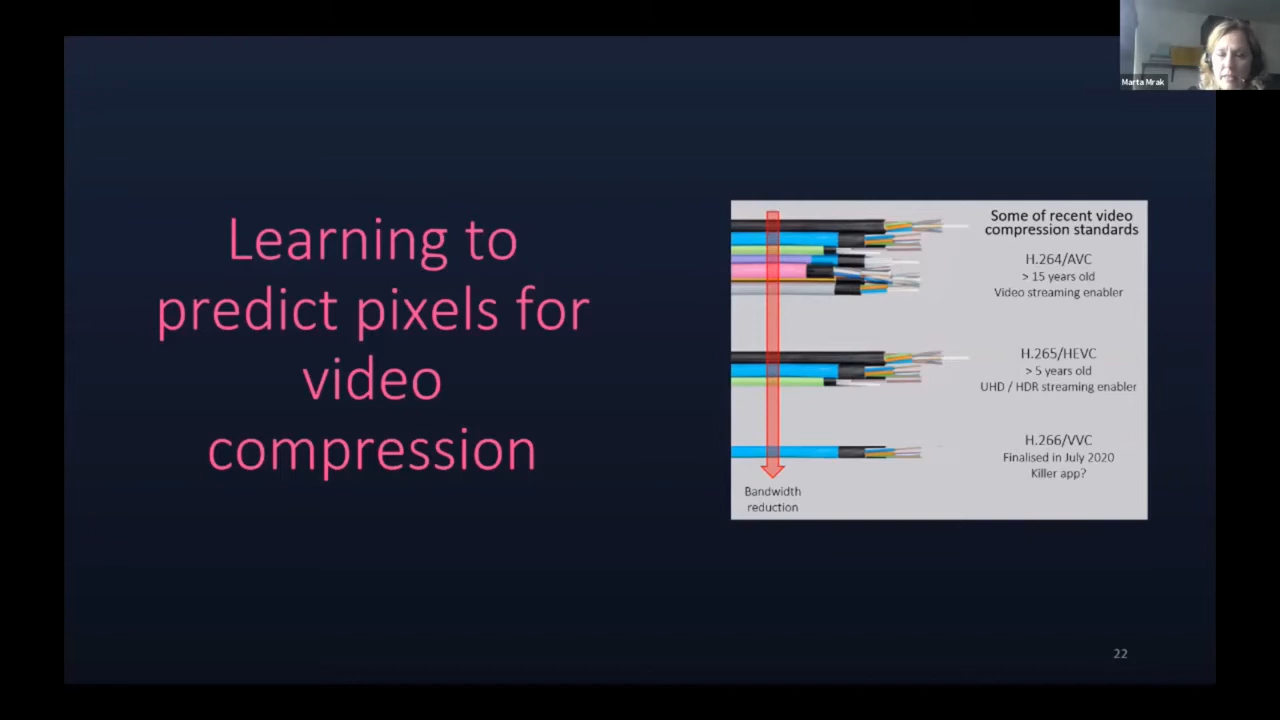 Marta Mrak
Learning to
predict pixels for
video
compression
Some of recent video
compression standards
H.264/AVC
> 15 years old
Video streaming enabler
H.265/HEVC
> 5 years old
UHD / HDR streaming enabler
H.266/VVC
Finalised in July 2020
Killer app?
Bandwidth
reduction
22